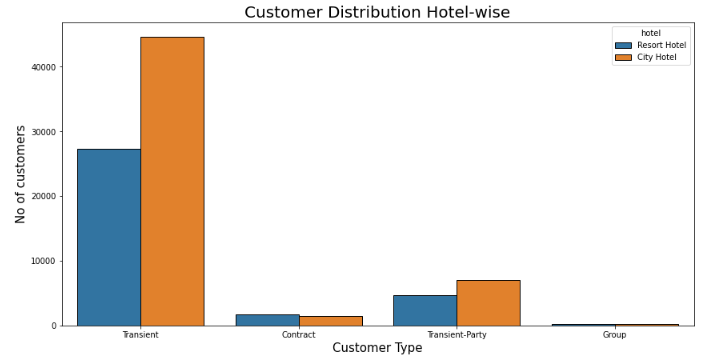 Customer Distribution Hotel-wise
hotel
Resort Hotel
City Hotel
No of customers
40000
30000
20000
10000
0
Transient
Contract
Transient-Party
Group
Customer Type